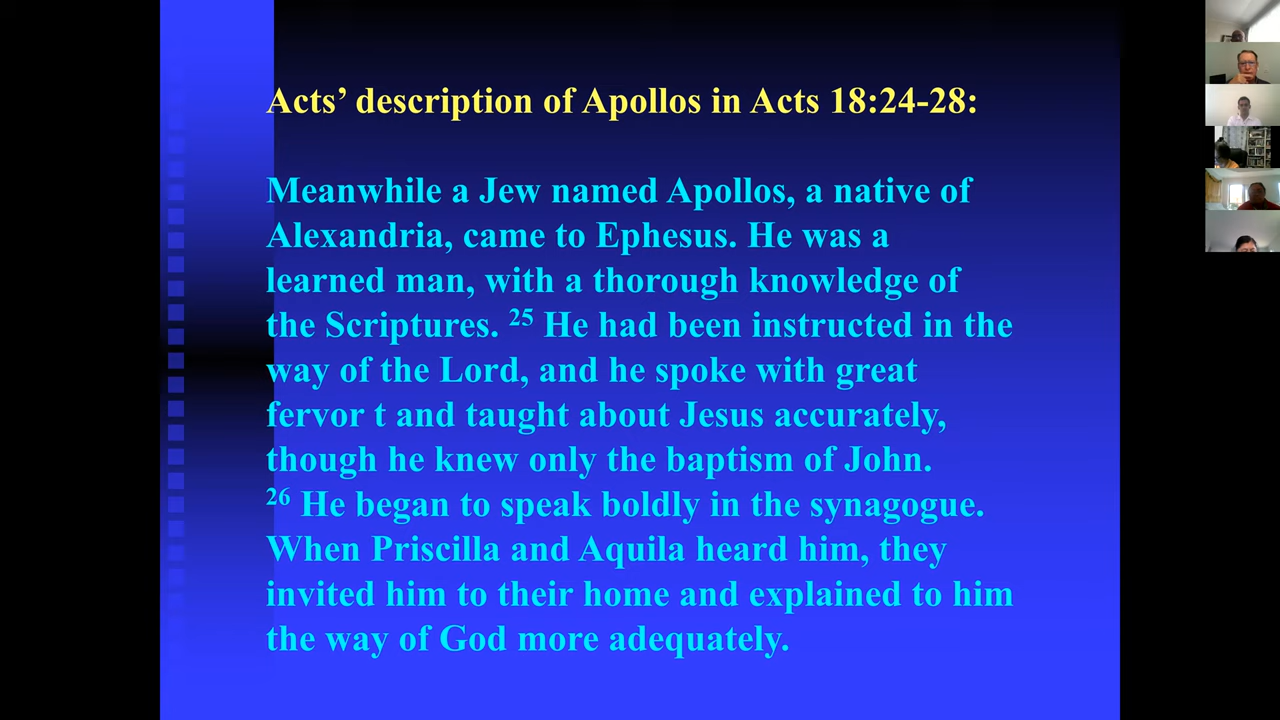 Acts’ description of Apollos in Acts 18:24-28:
Meanwhile a Jew named Apollos, a native of
Alexandria, came to Ephesus. He was a
learned man, with a thorough knowledge of
the Scriptures. 25 He had been instructed in the
way of the Lord, and he spoke with great
fervor t and taught about Jesus accurately,
though he knew only the baptism of John.
26 He began to speak boldly in the synagogue.
When Priscilla and Aquila heard him, they
invited him to their home and explained to him
the way of God more adequately.